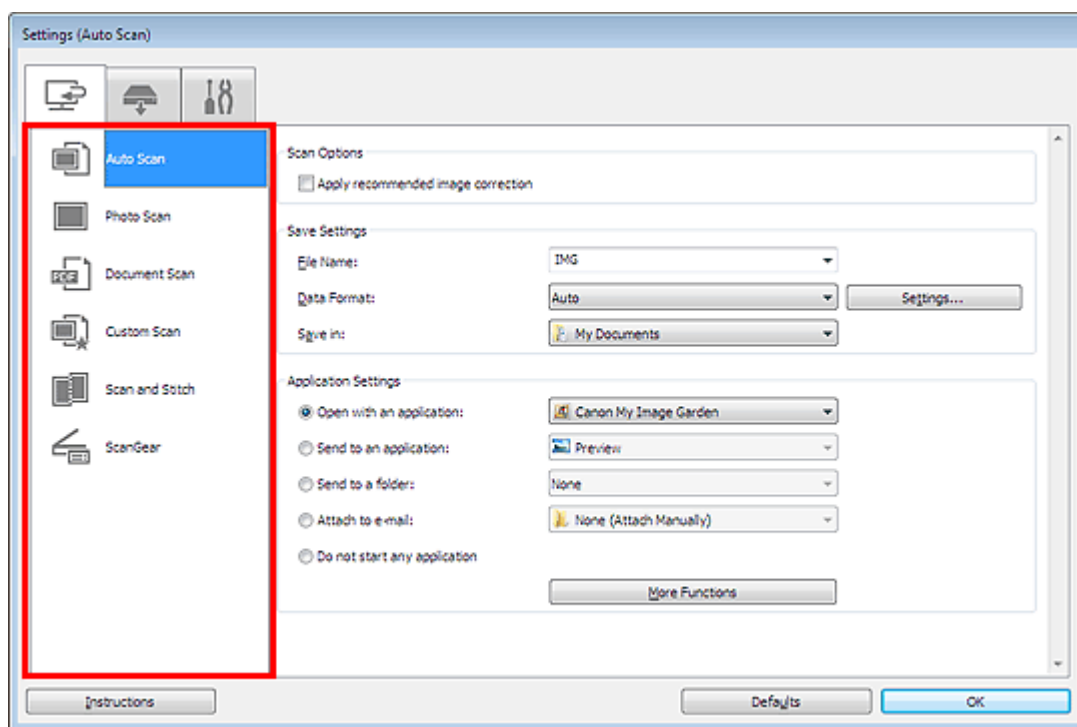 Settings (Auto Scan)
Auto Scan
Photo Scan
PDF
Document Scan
Custom Scan
Scan and Stitch
ScanGear
Scan Options
Apply recommended image correction
Save Settings
File Name: IMG
Data Format: Auto Settings...
Save in: My Documents
Application Settings
Open with an application: Canon My Image Garden
Send to an application: Preview
Send to a folder: None
Attach to e-mail: None (Attach Manually)
Do not start any application
More Functions
Instructions Defaults OK